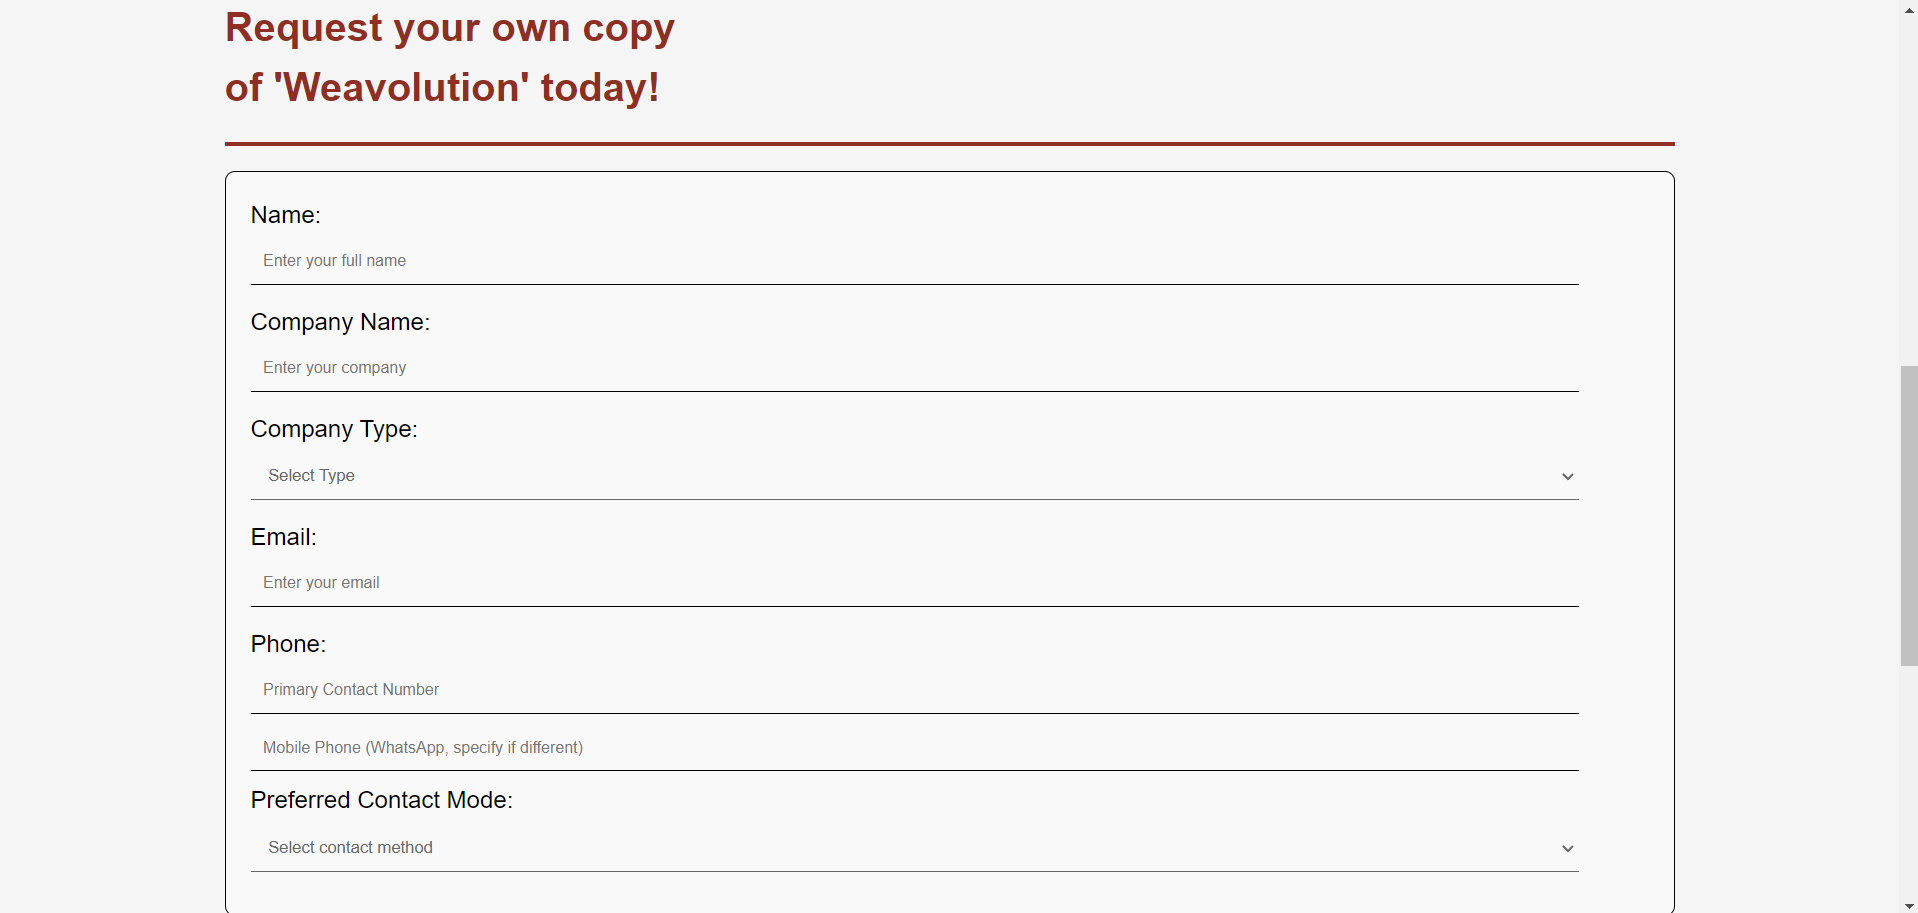 Request your own copy
of 'Weavolution' today!
Name:
Enter your full name
Company Name:
Enter your company
Company Type:
Select Type
Email:
Enter your email
Phone:
Primary Contact Number
Mobile Phone (WhatsApp, specify if different)
Preferred Contact Mode:
Select contact method